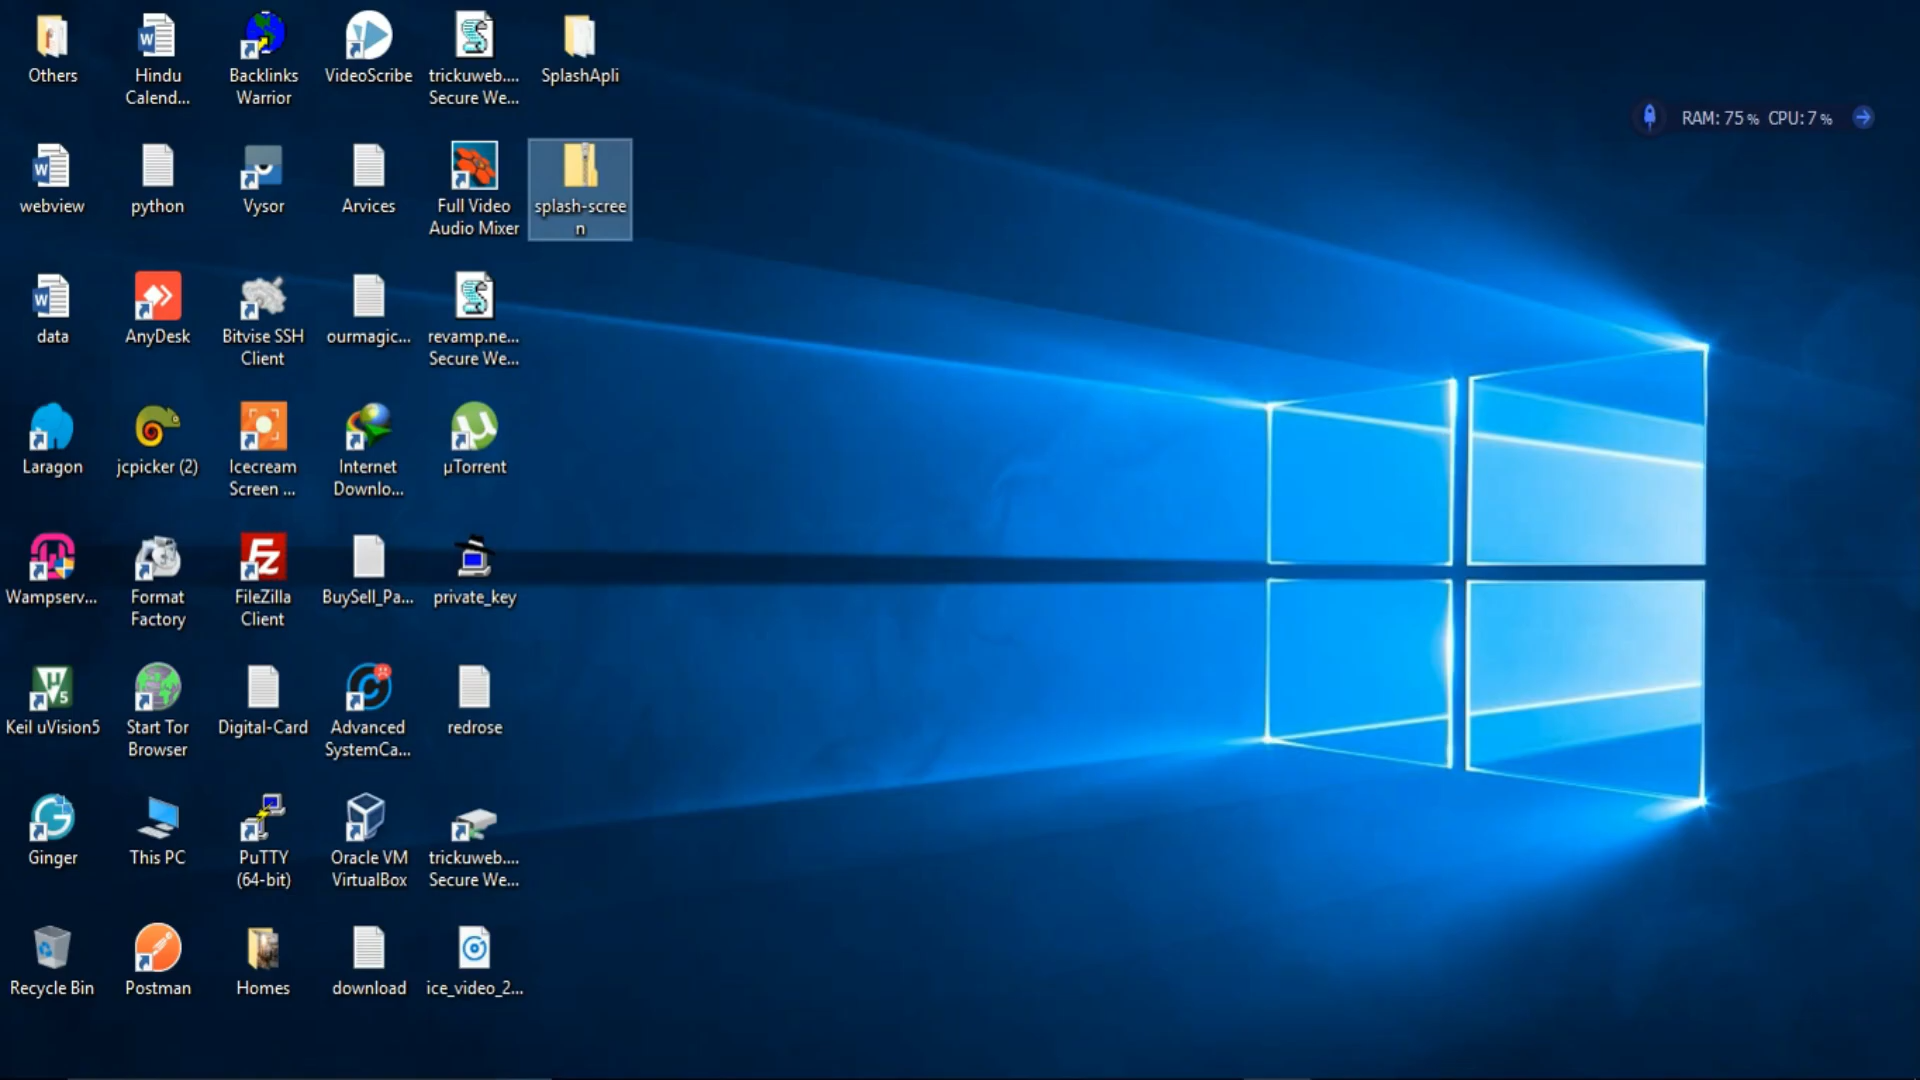 Others
Hindu
Calend...
Backlinks
Warrior
VideoScribe
trickuweb....
Secure We...
SplashApli
RAM: 75% CPU: 7%
webview
python
Vysor
Arvices
Full Video
Audio Mixer
splash-scree
n
data
AnyDesk
Bitvise SSH
Client
ourmagic...
revamp.ne...
Secure We...
Laragon
jcpicker (2)
Icecream
Screen ...
Internet
Downlo...
µTorrent
Wampserv...
Format
Factory
FileZilla
Client
BuySell_Pa...
private_key
Keil uVision5
Start Tor
Browser
Digital-Card
Advanced
SystemCa...
redrose
Ginger
This PC
PuTTY
(64-bit)
Oracle VM
VirtualBox
trickuweb....
Secure We...
Recycle Bin
Postman
Homes
download
ice_video_2...